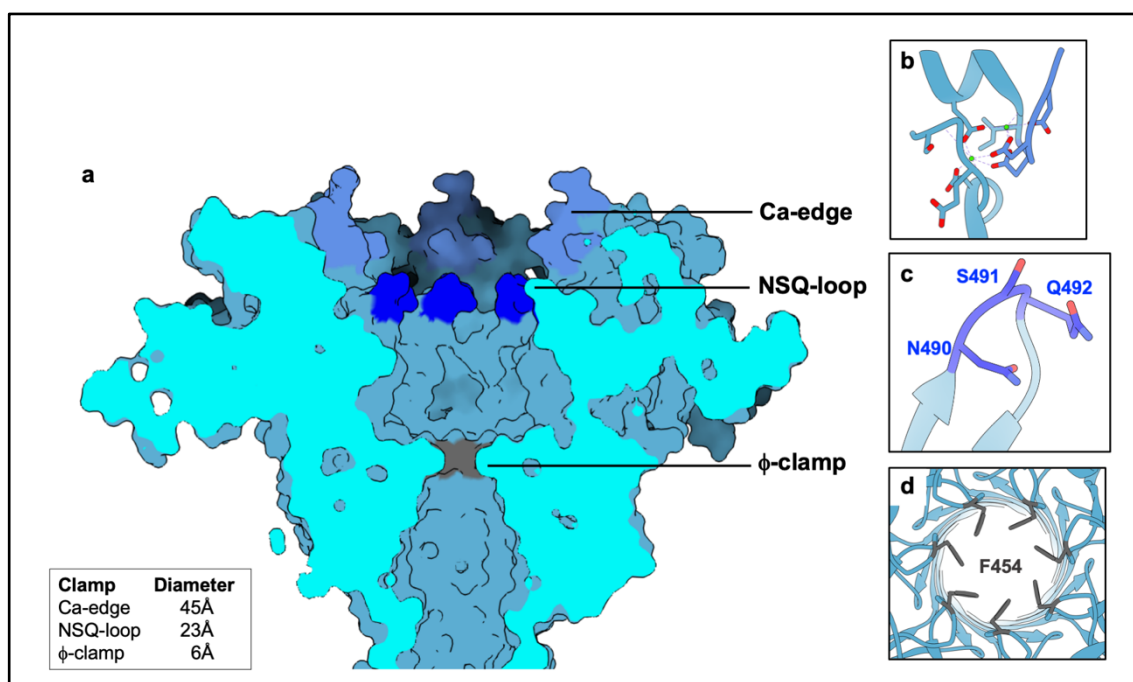 a
Ca-edge
NSQ-loop
ϕ-clamp
Clamp Diameter
Ca-edge 45Å
NSQ-loop 23Å
ϕ-clamp 6Å
b
c
S491
Q492
N490
d
F454